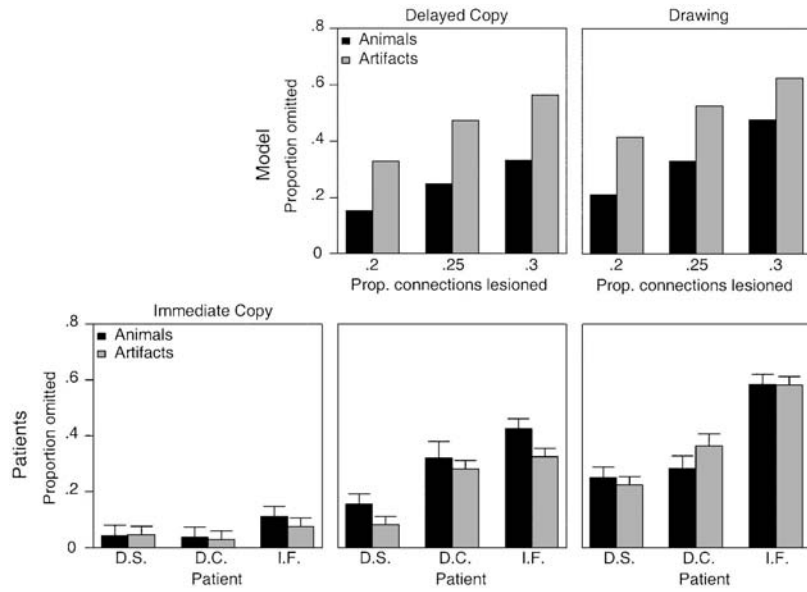 Delayed Copy
Drawing
.8
.6
.4
.2
0
Model
Proportion omitted
Animals
Artifacts
.2 .25 .3
Prop. connections lesioned
.2 .25 .3
Prop. connections lesioned
Immediate Copy
.8
.6
.4
.2
0
Patients
Proportion omitted
Animals
Artifacts
D.S. D.C. I.F.
Patient
D.S. D.C. I.F.
Patient
D.S. D.C. I.F.
Patient